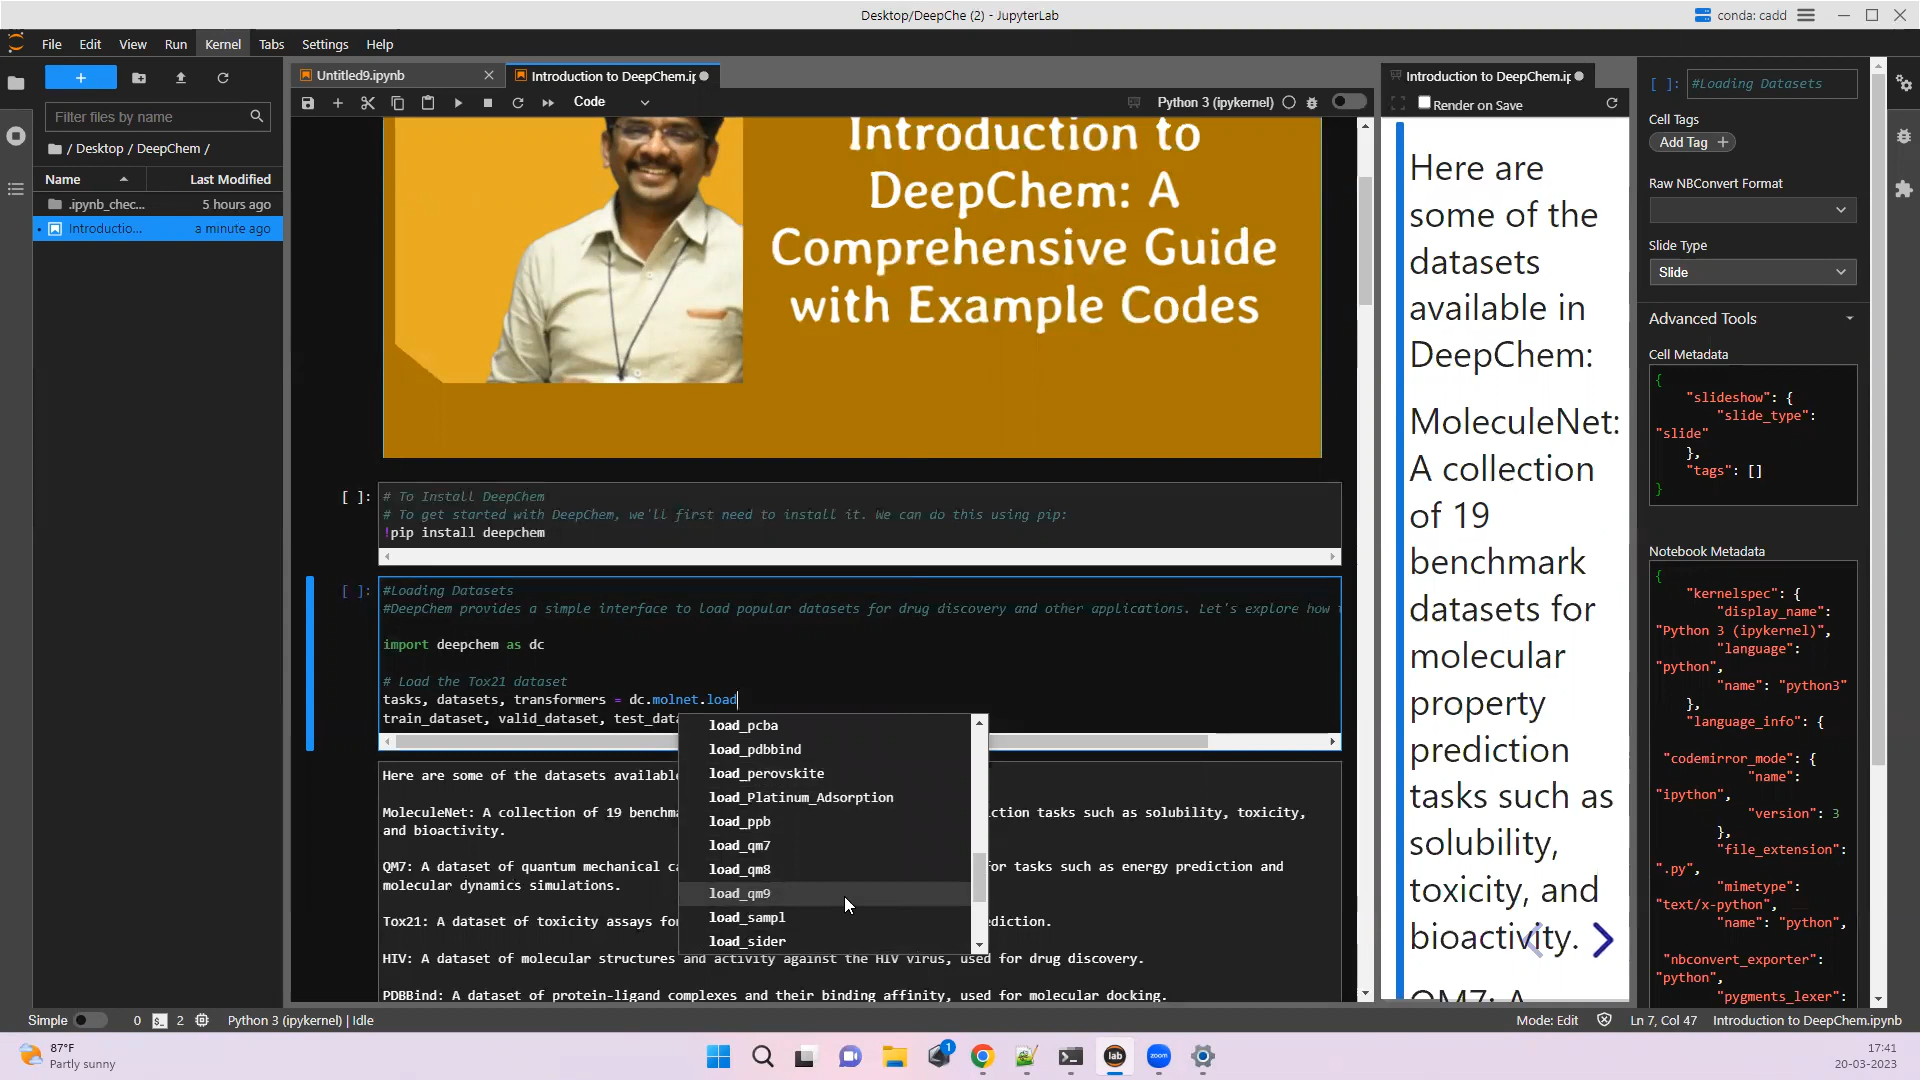 Desktop/DeepChe (2) - JupyterLab
conda: cadd
File Edit View Run Kernel Tabs Settings Help
Filter files by name
/ Desktop / DeepChem /
Name Last Modified
.ipynb_chec... 5 hours ago
Introductio... a minute ago
Untitled9.ipynb
Introduction to DeepChem.ip
Code
Python 3 (ipykernel)
Introduction to
DeepChem: A
Comprehensive Guide
with Example Codes
[ ]:
# To Install DeepChem
# To get started with DeepChem, we'll first need to install it. We can do this using pip:
!pip install deepchem
[ ]:
#Loading Datasets
#DeepChem provides a simple interface to load popular datasets for drug discovery and other applications. Let's explore how
import deepchem as dc
# Load the Tox21 dataset
tasks, datasets, transformers = dc.molnet.load
train_dataset, valid_dataset, test_data
load_pcba
load_pdbbind
load_perovskite
load_Platinum_Adsorption
load_ppb
load_qm7
load_qm8
load_qm9
load_sampl
load_sider
Here are some of the datasets available
MoleculeNet: A collection of 19 benchma ction tasks such as solubility, toxicity,
and bioactivity.
QM7: A dataset of quantum mechanical ca or tasks such as energy prediction and
molecular dynamics simulations.
Tox21: A dataset of toxicity assays fo ediction.
HIV: A dataset of molecular structures and activity against the HIV virus, used for drug discovery.
PDBBind: A dataset of protein-ligand complexes and their binding affinity, used for molecular docking.
Introduction to DeepChem.ip
Render on Save
Here are
some of the
datasets
available in
DeepChem:
MoleculeNet:
A collection
of 19
benchmark
datasets for
molecular
property
prediction
tasks such as
solubility,
toxicity, and
bioactivity.
QM7: A
[ ]: #Loading Datasets
Cell Tags
Add Tag +
Raw NBConvert Format
Slide Type
Slide
Advanced Tools
Cell Metadata
{
"slideshow": {
"slide_type":
"slide"
},
"tags": []
}
Notebook Metadata
{
"kernelspec": {
"display_name":
"Python 3 (ipykernel)",
"language":
"python",
"name": "python3"
},
"language_info": {
"codemirror_mode": {
"name":
"ipython",
"version": 3
},
"file_extension":
".py",
"mimetype":
"text/x-python",
"name": "python",
"nbconvert_exporter":
"python",
"pygments_lexer":
Simple 0 2 Python 3 (ipykernel) | Idle
Mode: Edit Ln 7, Col 47 Introduction to DeepChem.ipynb
87°F
Partly sunny
1
lab
zoom
17:41
20-03-2023